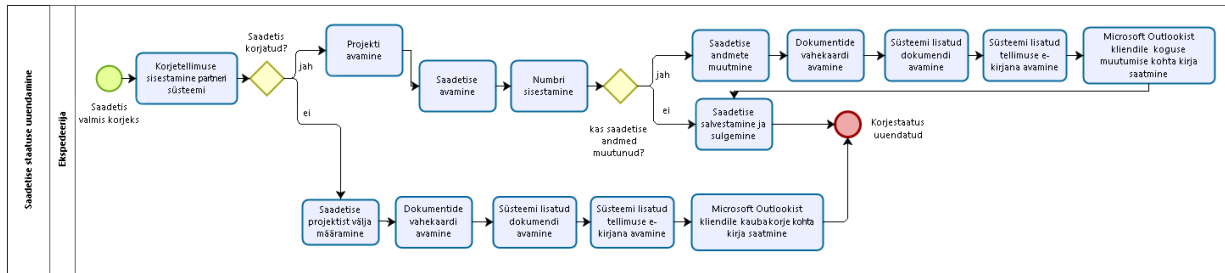 Saadetise staatuse uuendamine
Ekspedeerija
Saadetis
valmis korjeks
Korjetellimuse
sisestamine partneri
süsteemi
Saadetis
korjatud?
jah
ei
Projekti
avamine
Saadetise
avamine
Numbri
sisestamine
kas saadetise
andmed
muutunud?
jah
ei
Saadetise
andmete
muutmine
Dokumentide
vahekaardi
avamine
Süsteemi lisatud
dokumendi
avamine
Süsteemi lisatud
tellimuse e-
kirjana avamine
Microsoft Outlookist
kliendile koguse
muutumise kohta kirja
saatmine
Saadetise
salvestamine ja
sulgemine
Korjestaatus
uuendatud
Saadetise
projektist välja
määramine
Dokumentide
vahekaardi
avamine
Süsteemi lisatud
dokumendi
avamine
Süsteemi lisatud
tellimuse e-
kirjana avamine
Microsoft Outlookist
kliendile kauba korje kohta
kirja saatmine